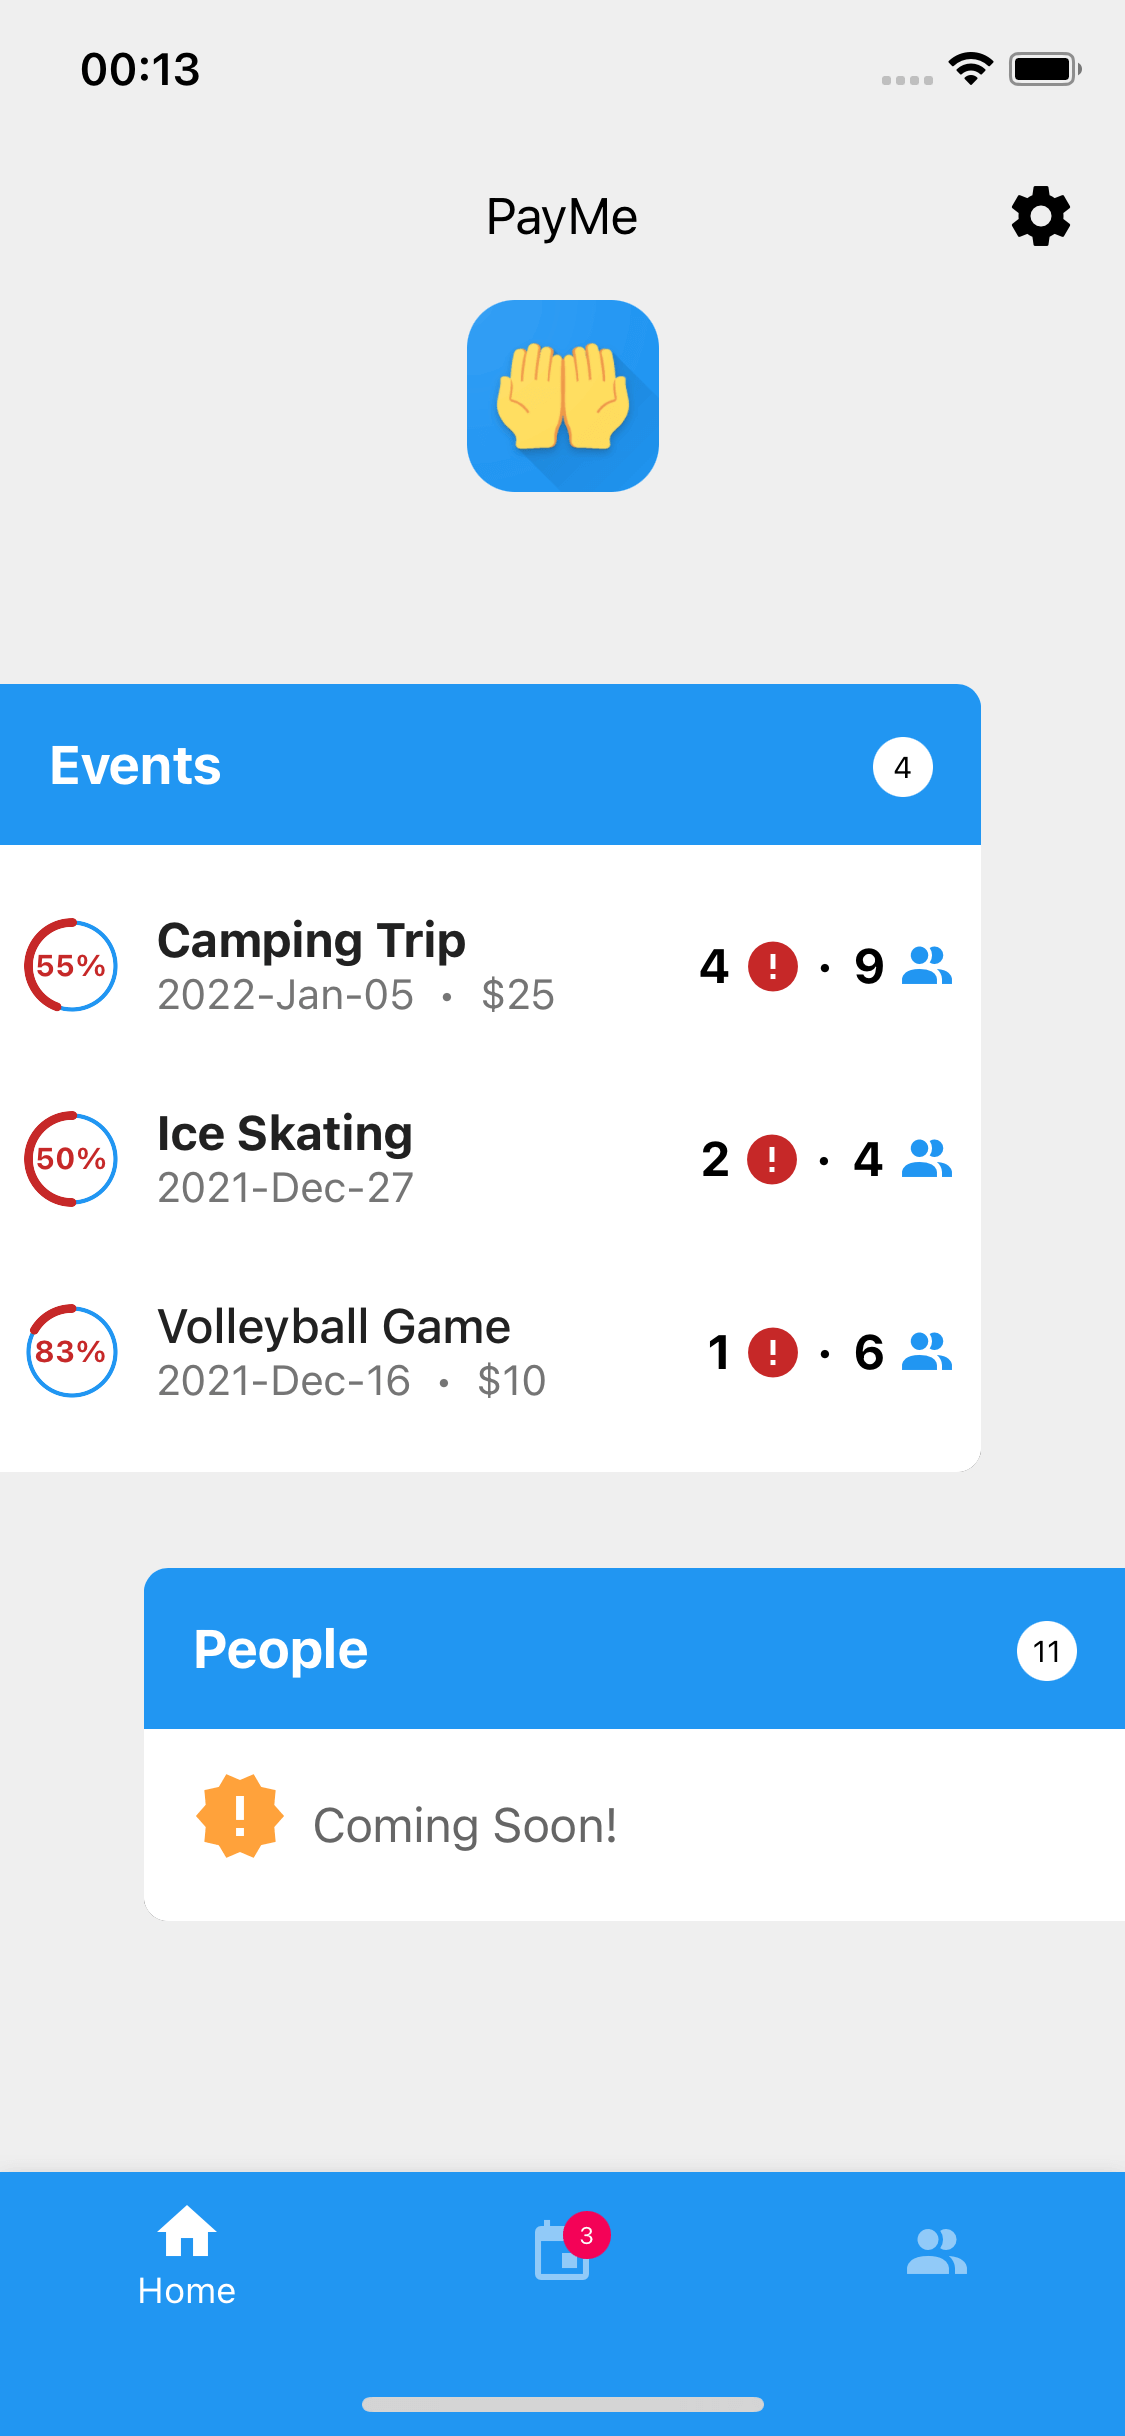 00:13
PayMe
Events 4
55% Camping Trip 4 ! · 9
2022-Jan-05 · $25
50% Ice Skating 2 ! · 4
2021-Dec-27
83% Volleyball Game 1 ! · 6
2021-Dec-16 · $10
People 11
! Coming Soon!
3
Home